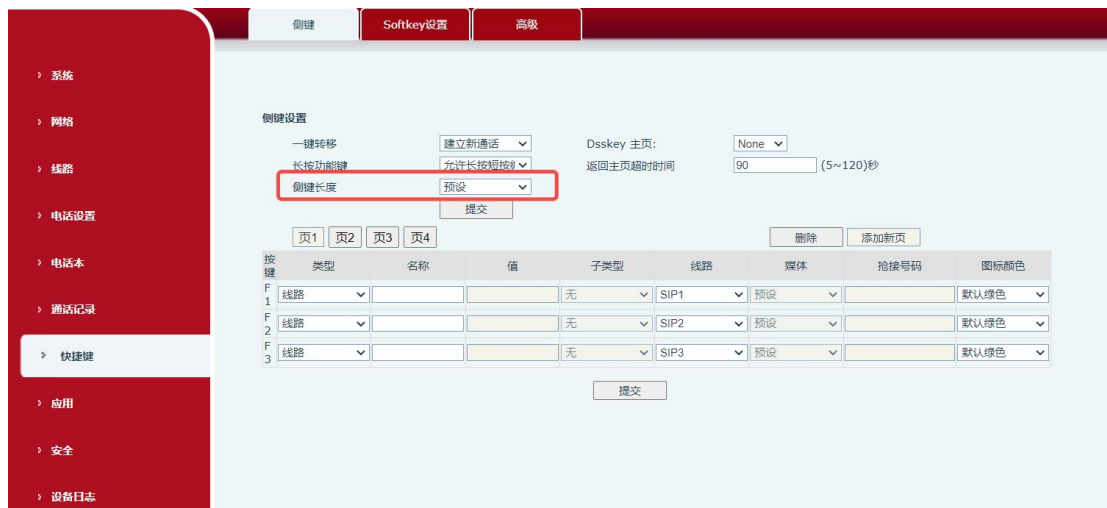 侧键 Softkey设置 高级
系统
网络
线路
电话设置
电话本
通话记录
快捷键
应用
安全
设备日志
侧键设置
一键转移 建立新通话 Dsskey 主页: None
长按功能键 允许长按短按 返回主页超时时间 90 (5~120)秒
侧键长度 预设
提交
页1 页2 页3 页4 删除 添加新页
按键 类型 名称 值 子类型 线路 媒体 抢接号码 图标颜色
F1 线路 无 SIP1 预设 默认绿色
F2 线路 无 SIP2 预设 默认绿色
F3 线路 无 SIP3 预设 默认绿色
提交